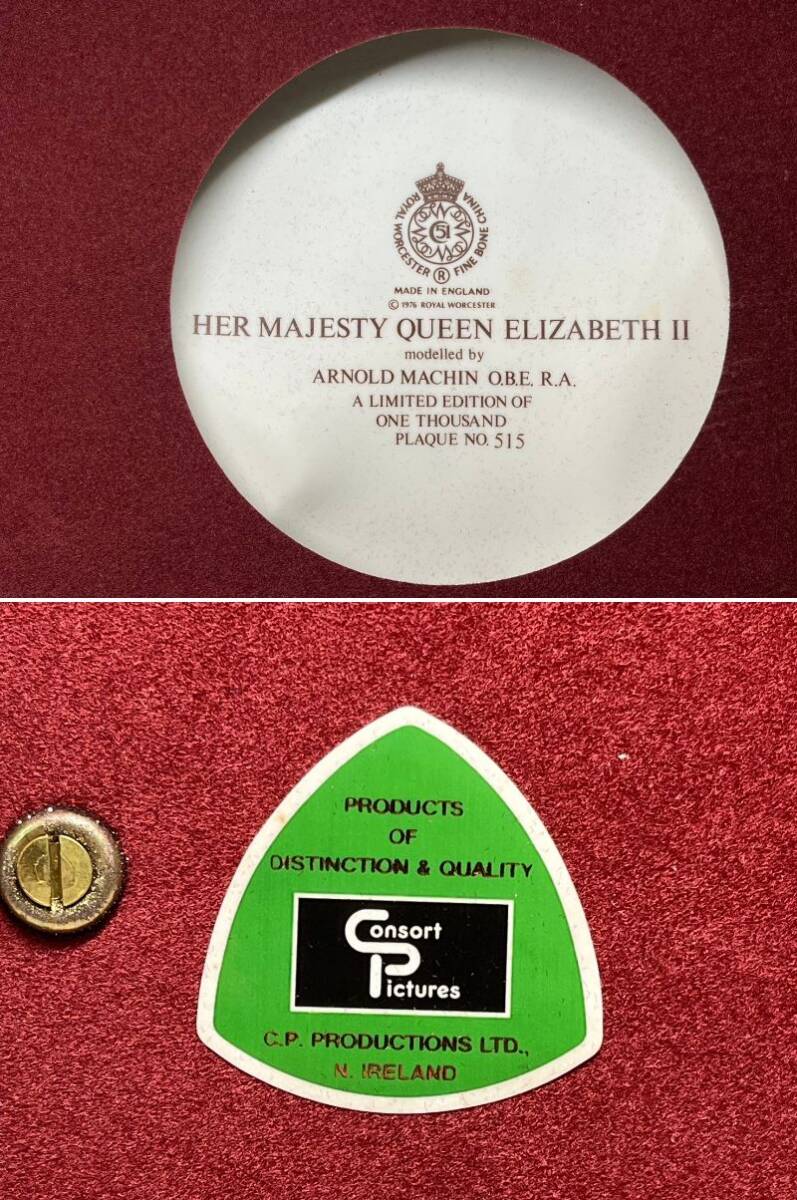 ROYAL WORCESTER ® FINE BONE CHINA
C 51
MADE IN ENGLAND
© 1976 ROYAL WORCESTER
HER MAJESTY QUEEN ELIZABETH II
modelled by
ARNOLD MACHIN O.B.E. R.A.
A LIMITED EDITION OF
ONE THOUSAND
PLAQUE NO. 515
PRODUCTS
OF
DISTINCTION & QUALITY
Consort
Pictures
C.P. PRODUCTIONS LTD.,
N. IRELAND